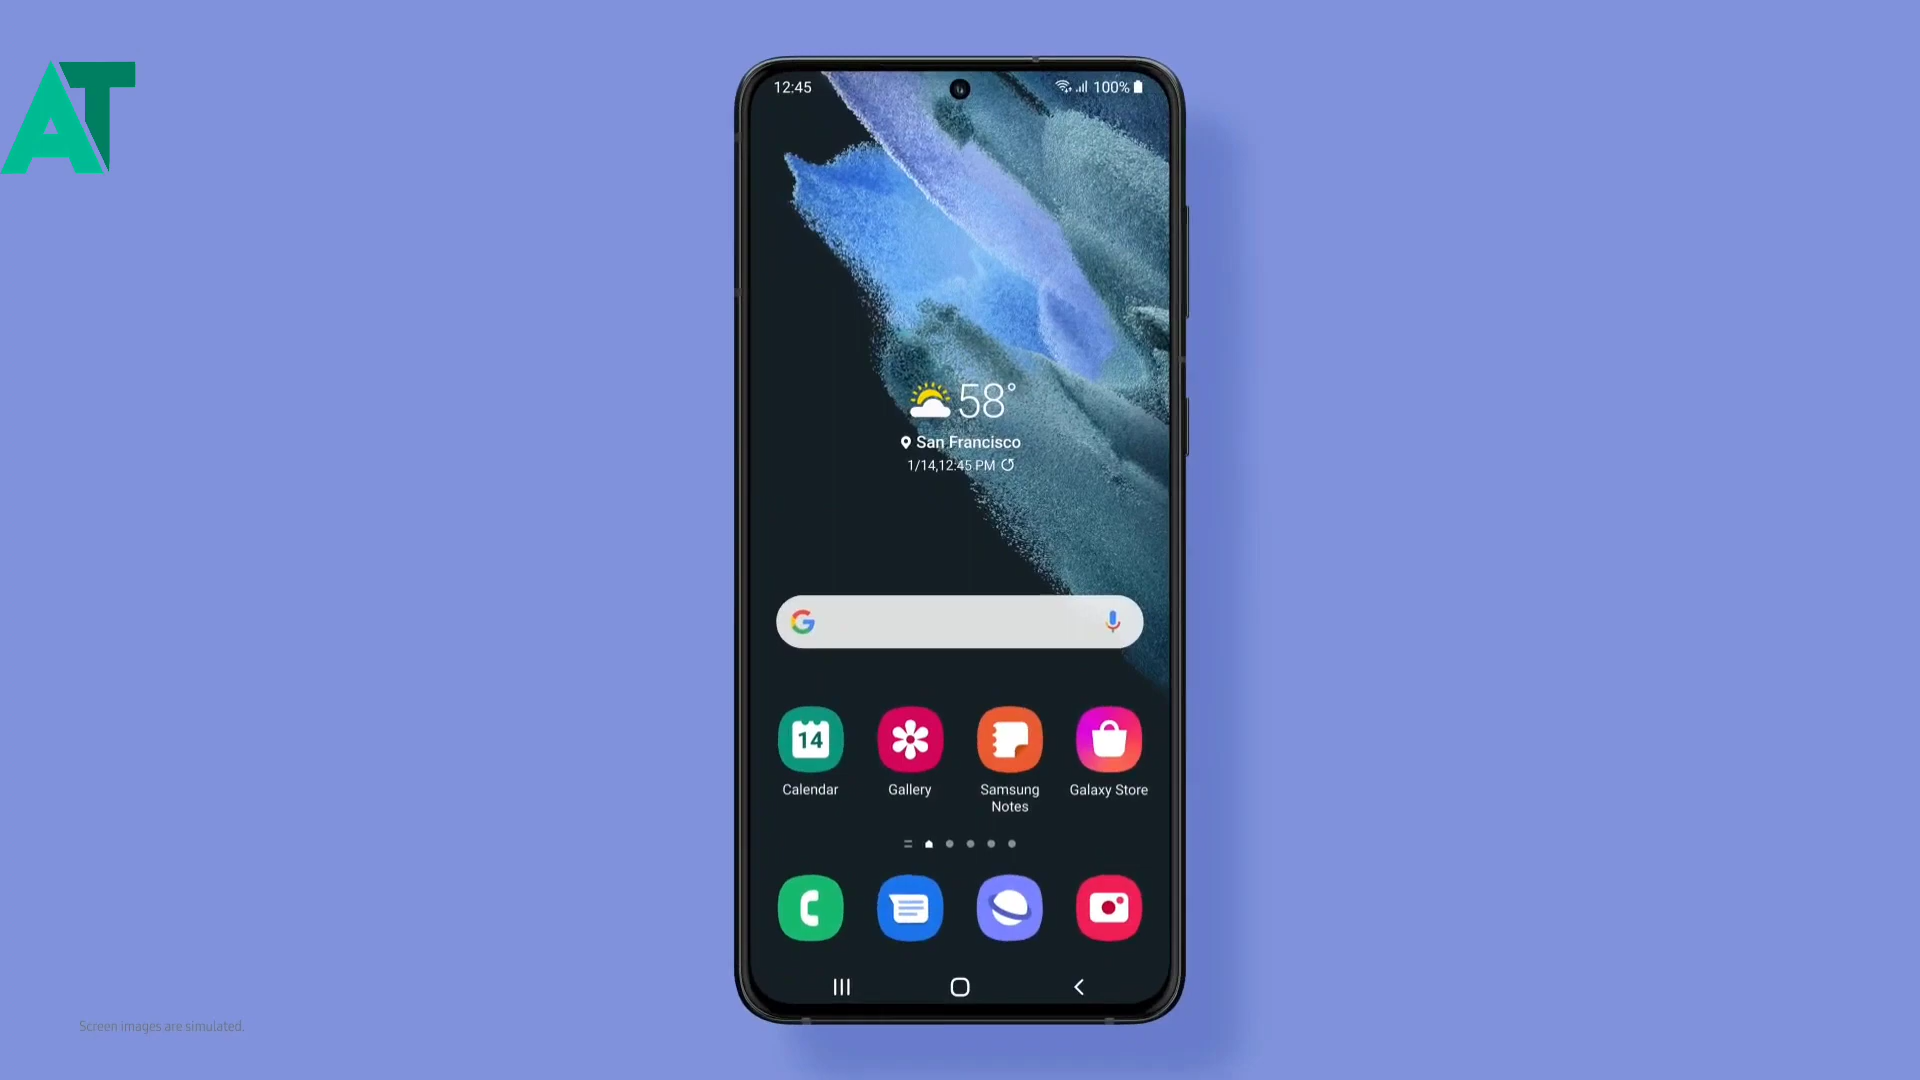 AT
12:45
100%
58°
San Francisco
1/14,12:45 PM
G
14
Calendar
Gallery
Samsung
Notes
Galaxy Store
Screen images are simulated.